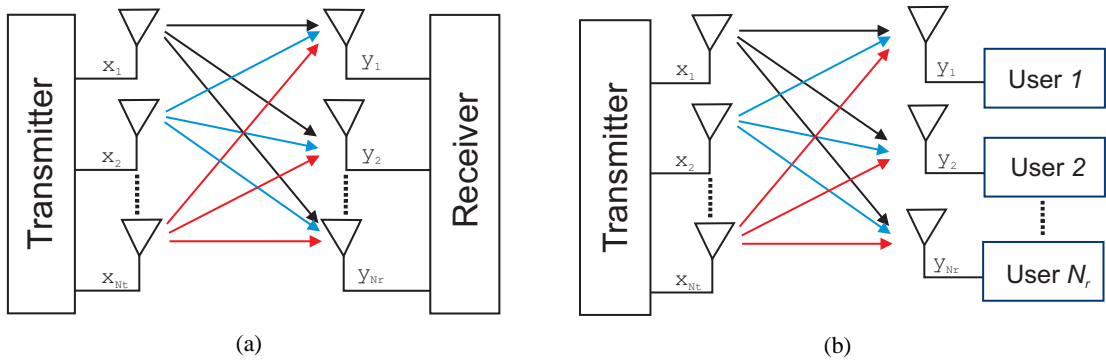 Transmitter
x1
x2
xNt
y1
y2
yNr
Receiver
(a)
Transmitter
x1
x2
xNt
y1
y2
yNr
User 1
User 2
User Nr
(b)